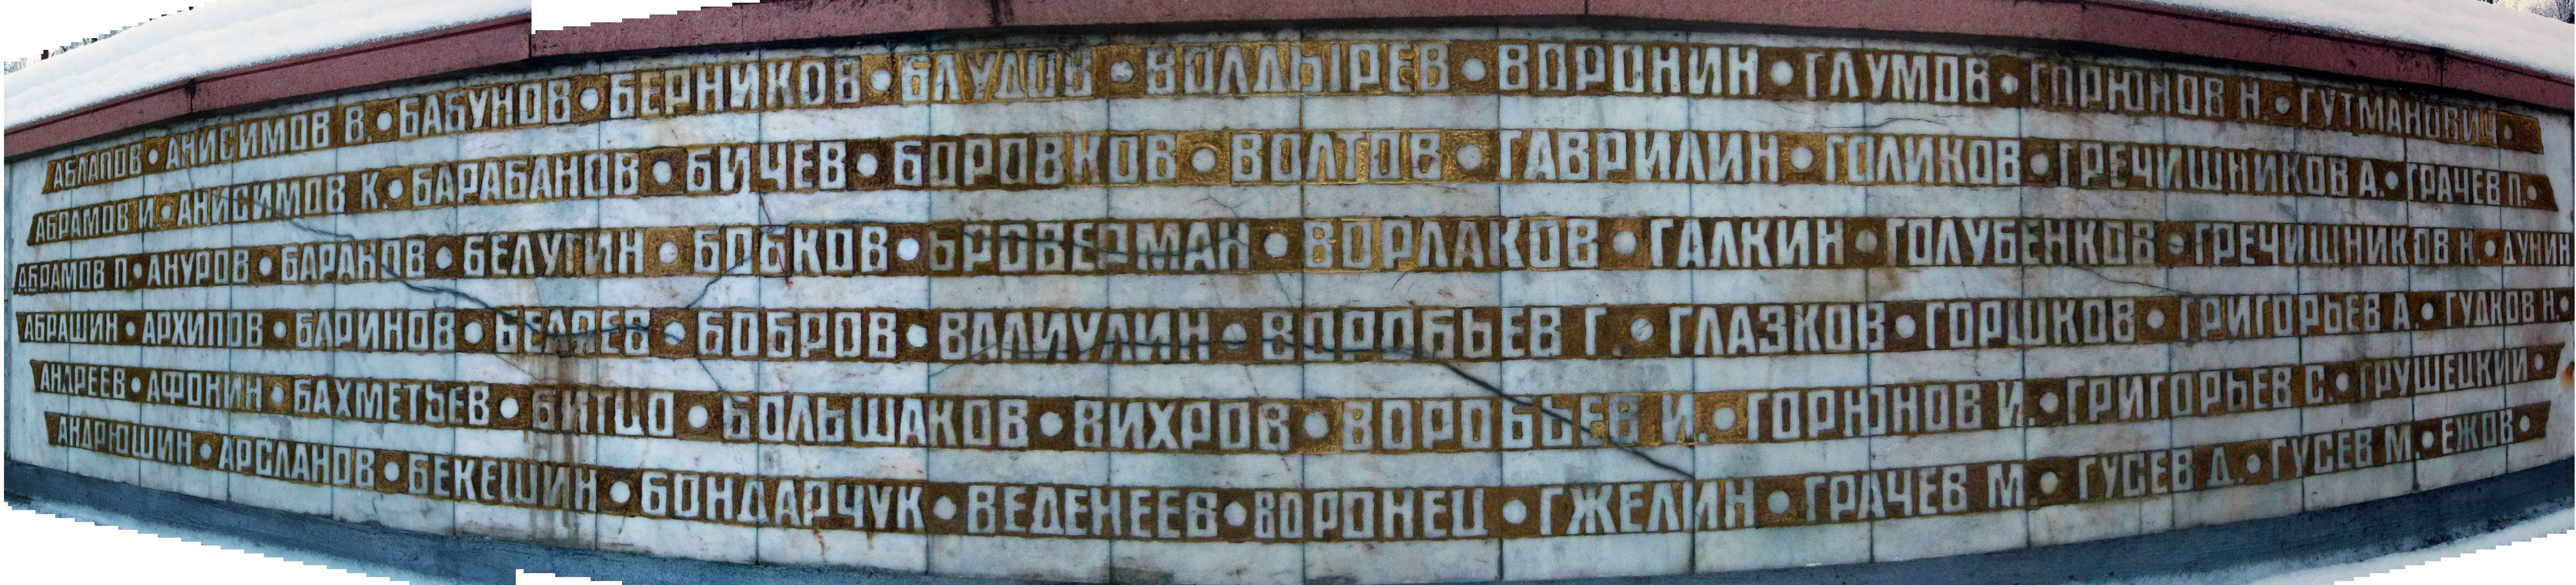 АБЛАПОВ • АНИСИМОВ В. • БАБУНОВ • БЕРНИКОВ • БЛУДОВ • ВОЛДЫРЕВ • ВОРОНИН • ГЛУМОВ • ГОРЮНОВ Н. • ГУТМАНОВИЧ •
АБРАМОВ И. • АНИСИМОВ К. • БАРАБАНОВ • БИЧЕВ • БОРОВКОВ • ВОЛТОВ • ГАВРИЛИН • ГОЛИКОВ • ГРЕЧИШНИКОВ А. • ГРАЧЕВ П. •
АБРАМОВ П. • АНУРОВ • БАРАНОВ • БЕЛУГИН • БОБКОВ • БРОВЕРМАН • ВОРЛАКОВ • ГАЛКИН • ГОЛУБЕНКОВ • ГРЕЧИШНИКОВ К • ДУНИН
АБРАШИН • АРХИПОВ • БАРИНОВ • БЕЛЯЕВ • БОБРОВ • ВАЛИУЛИН • ВОРОБЬЕВ Г. • ГЛАЗКОВ • ГОРШКОВ • ГРИГОРЬЕВ А. • ГУДКОВ Н. •
АНДРЕЕВ • АФОНИН • БАХМЕТЬЕВ • БИТЦО • БОЛЬШАКОВ • ВИХРОВ • ВОРОБЬЕВ И. • ГОРЮНОВ И. • ГРИГОРЬЕВ С. • ГРУШЕЦКИЙ •
АНДРЮШИН • АРСЛАНОВ • БЕКЕШИН • БОНДАРЧУК • ВЕДЕНЕЕВ • ВОРОНЕЦ • ГЖЕЛИН • ГРАЧЕВ М. • ГУСЕВ Д. • ГУСЕВ М. • ЕЖОВ •